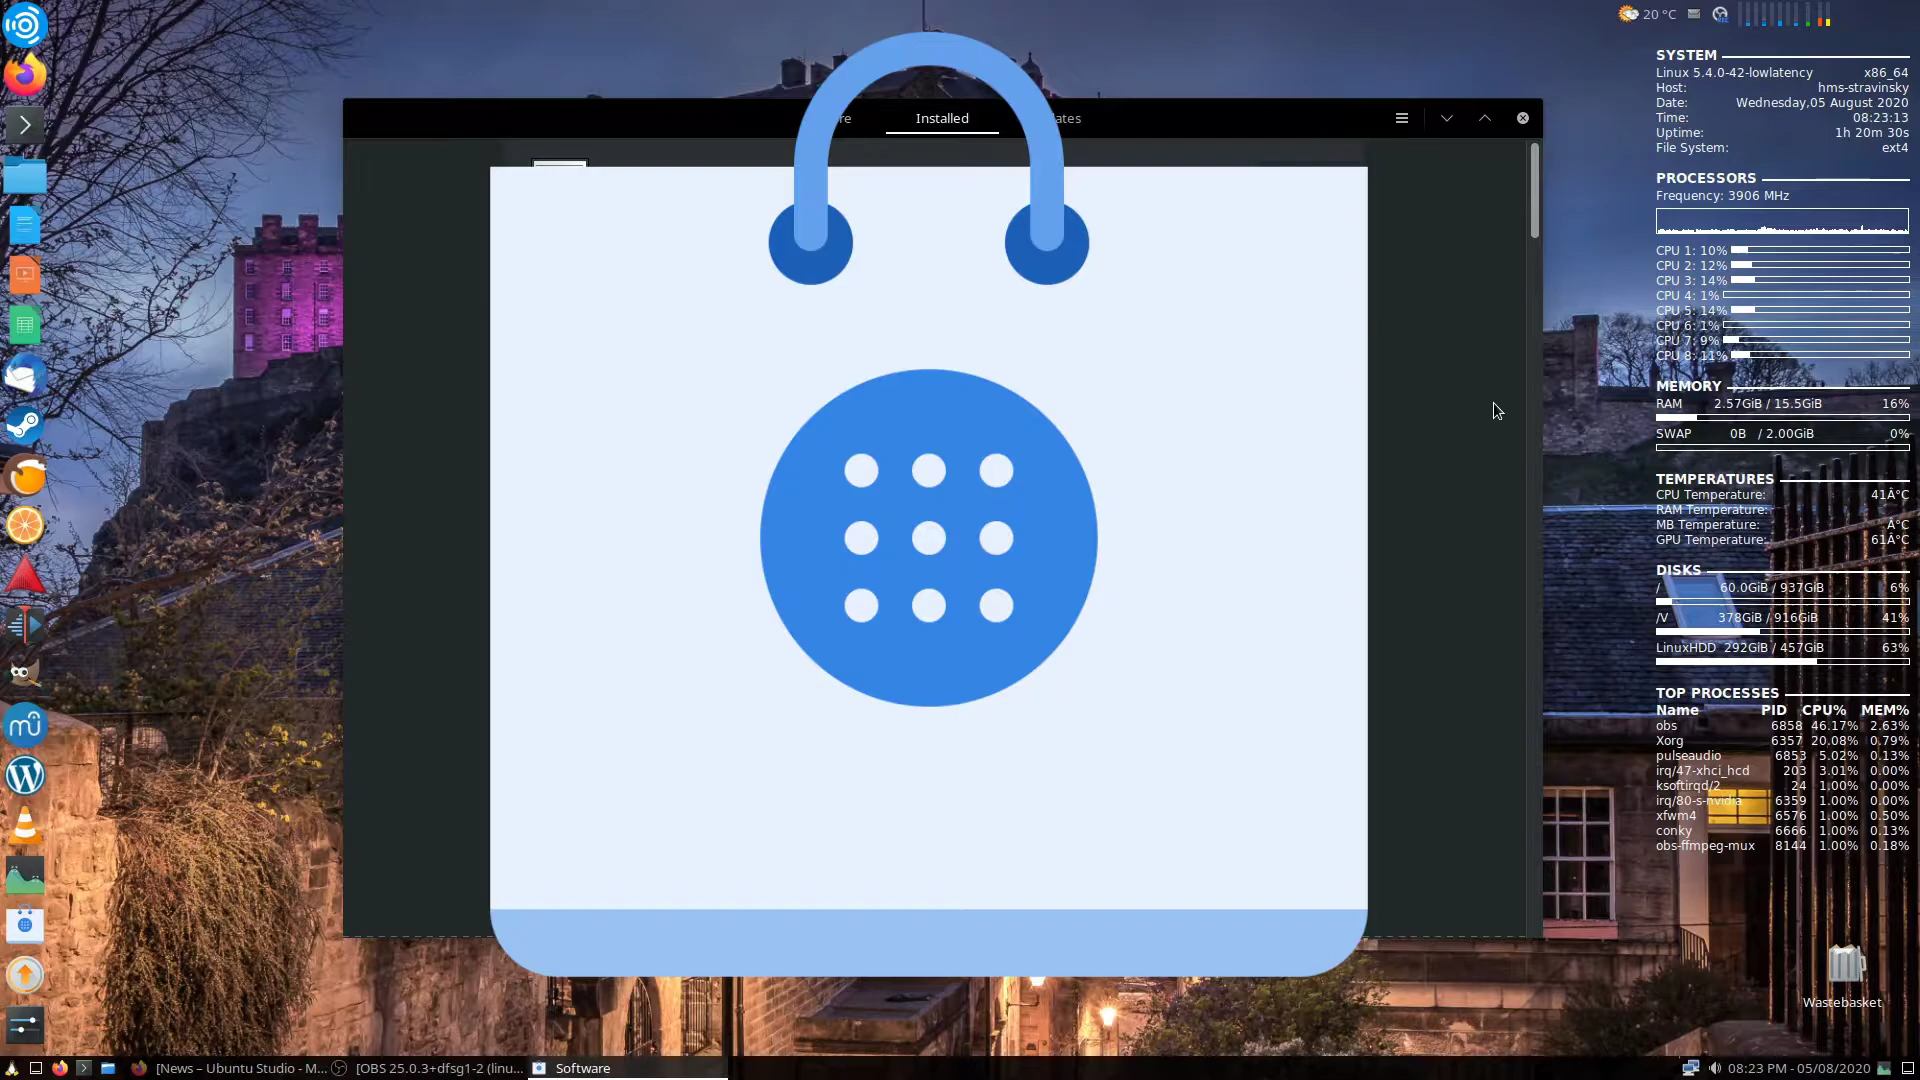 20 °C
re
Installed
ates
SYSTEM
Linux 5.4.0-42-lowlatency x86_64
Host: hms-stravinsky
Date: Wednesday,05 August 2020
Time: 08:23:13
Uptime: 1h 20m 30s
File System: ext4
PROCESSORS
Frequency: 3906 MHz
CPU 1: 10%
CPU 2: 12%
CPU 3: 14%
CPU 4: 1%
CPU 5: 14%
CPU 6: 1%
CPU 7: 9%
CPU 8: 11%
MEMORY
RAM 2.57GiB / 15.5GiB 16%
SWAP 0B / 2.00GiB 0%
TEMPERATURES
CPU Temperature: 41Â°C
RAM Temperature:
MB Temperature: Â°C
GPU Temperature: 61Â°C
DISKS
/ 60.0GiB / 937GiB 6%
/V 378GiB / 916GiB 41%
LinuxHDD 292GiB / 457GiB 63%
TOP PROCESSES
Name PID CPU% MEM%
obs 6858 46.17% 2.63%
Xorg 6357 20.08% 0.79%
pulseaudio 6853 5.02% 0.13%
irq/47-xhci_hcd 203 3.01% 0.00%
ksoftirqd/2 24 1.00% 0.00%
irq/80-s-nvidia 6359 1.00% 0.00%
xfwm4 6576 1.00% 0.50%
conky 6666 1.00% 0.13%
obs-ffmpeg-mux 8144 1.00% 0.18%
mü
Wastebasket
[News – Ubuntu Studio - M...
[OBS 25.0.3+dfsg1-2 (linu...
Software
08:23 PM - 05/08/2020